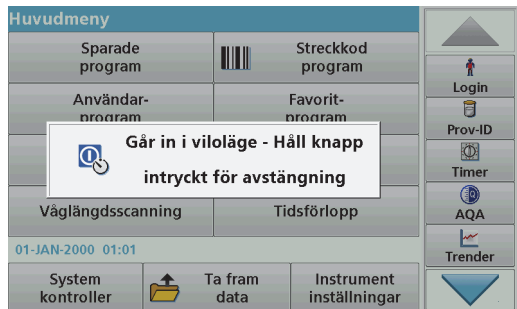 Huvudmeny
Sparade
program
Streckkod
program
Användar-
program
Favorit-
program
Går in i viloläge - Håll knapp
intryckt för avstängning
Våglängdsscanning
Tidsförlopp
01-JAN-2000 01:01
System
kontroller
Ta fram
data
Instrument
inställningar
Login
Prov-ID
Timer
AQA
Trender